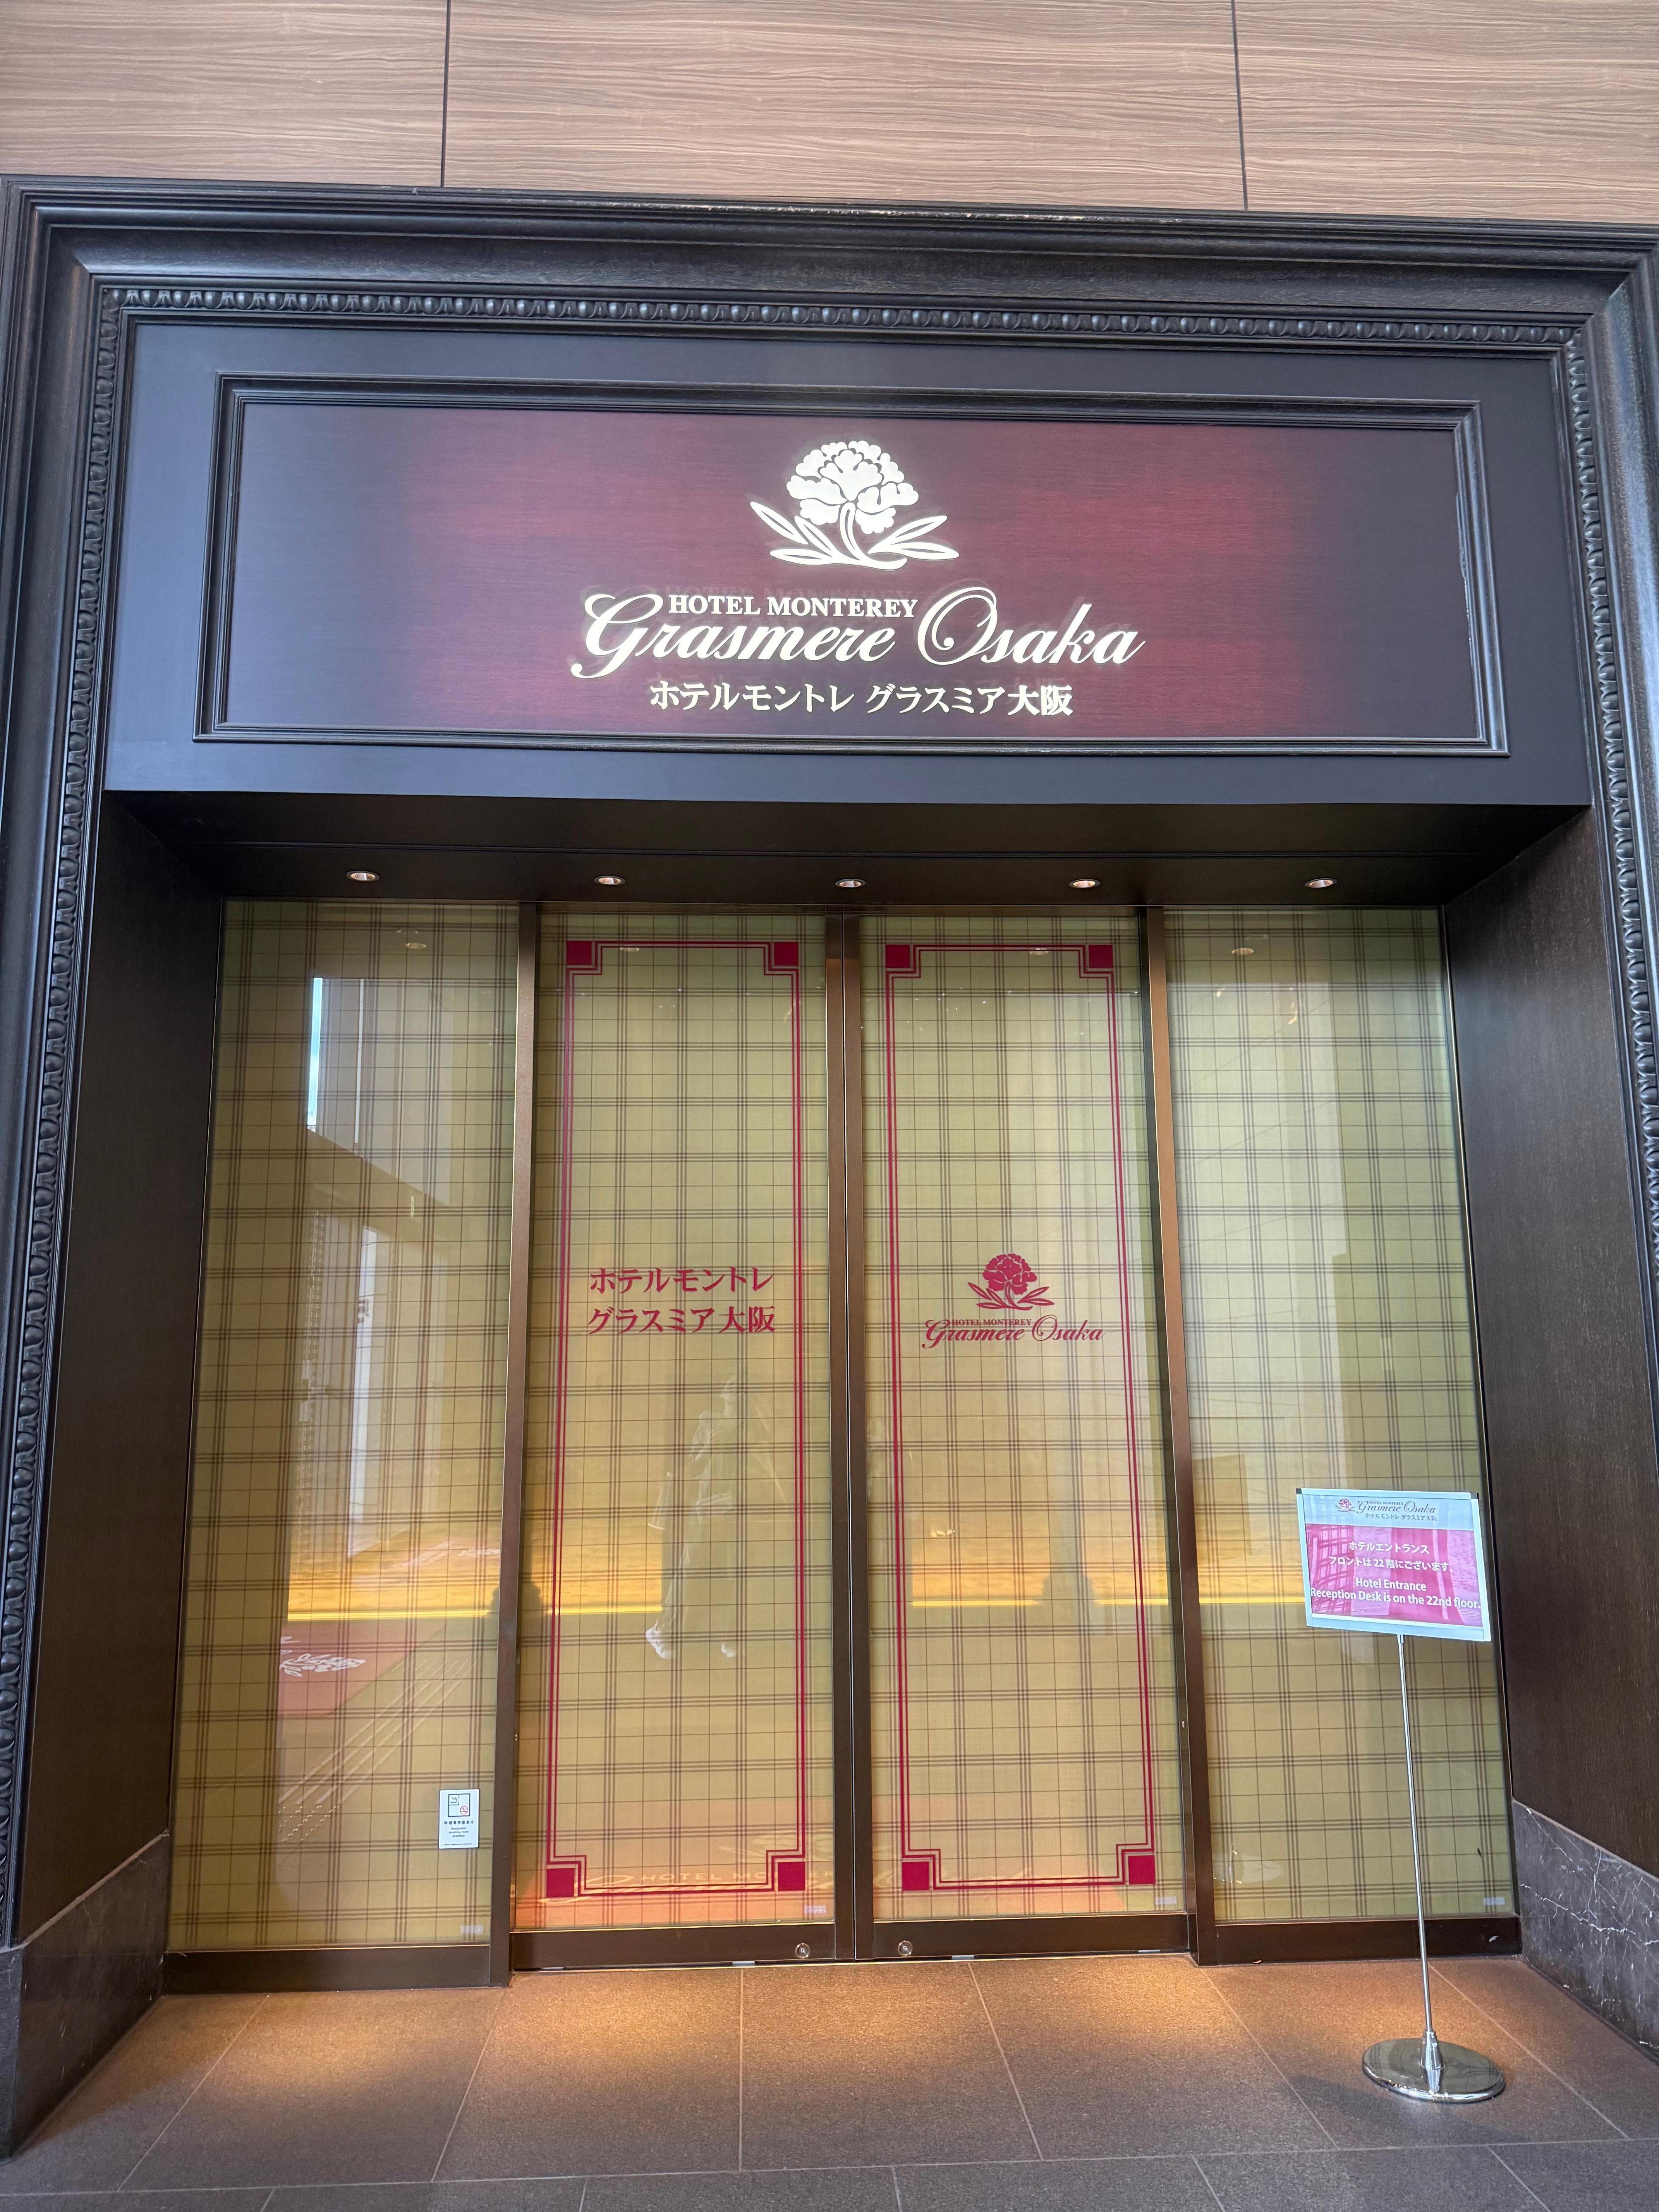 HOTEL MONTEREY
Grasmere Osaka
ホテルモントレ グラスミア大阪
ホテルモントレ
グラスミア大阪
HOTEL MONTEREY
Grasmere Osaka
HOTEL MONTEREY
Grasmere Osaka
ホテルモントレ グラスミア大阪
ホテルエントランス
フロントは22階にございます。
Hotel Entrance
Reception Desk is on the 22nd floor.